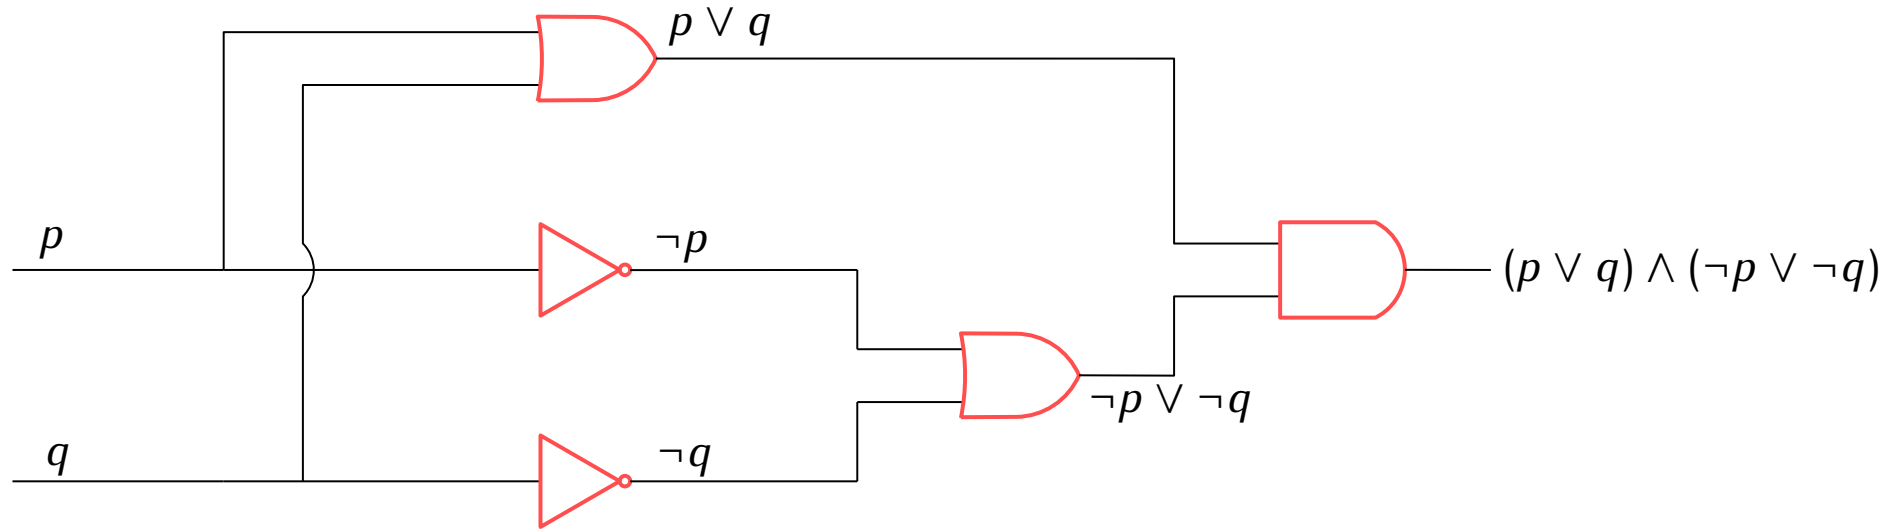 p ∨ q
p
¬p
(p ∨ q) ∧ (¬p ∨ ¬q)
¬p ∨ ¬q
q
¬q